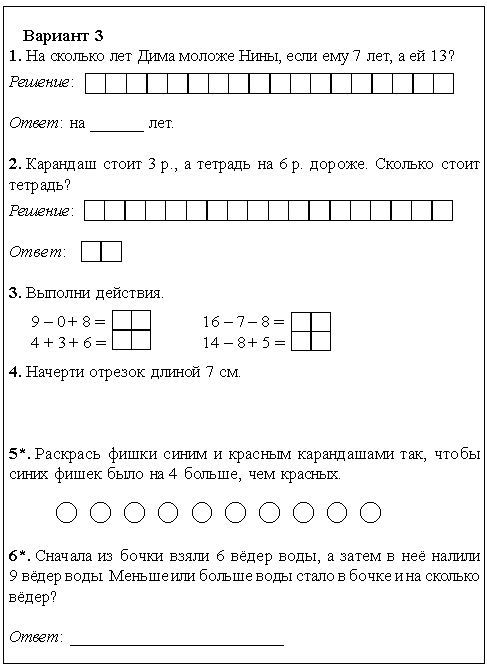 Вариант 3
1. На сколько лет Дима моложе Нины, если ему 7 лет, а ей 13?
Решение:
Ответ: на ______ лет.
2. Карандаш стоит 3 р., а тетрадь на 6 р. дороже. Сколько стоит
тетрадь?
Решение:
Ответ:
3. Выполни действия.
9 – 0 + 8 = 16 – 7 – 8 =
4 + 3 + 6 = 14 – 8 + 5 =
4. Начерти отрезок длиной 7 см.
5*. Раскрась фишки синим и красным карандашами так, чтобы
синих фишек было на 4 больше, чем красных.
6*. Сначала из бочки взяли 6 вёдер воды, а затем в неё налили
9 вёдер воды. Меньше или больше воды стало в бочке и на сколько
вёдер?
Ответ: ________________________